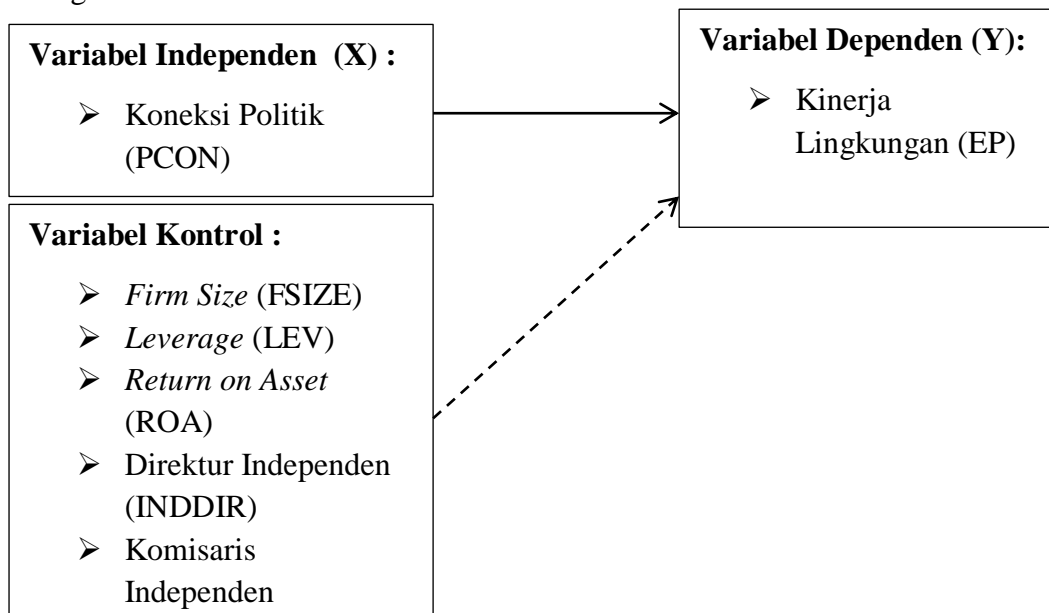 Variabel Independen (X) :
➢ Koneksi Politik
(PCON)
Variabel Kontrol :
➢ Firm Size (FSIZE)
➢ Leverage (LEV)
➢ Return on Asset
(ROA)
➢ Direktur Independen
(INDDIR)
➢ Komisaris
Independen
Variabel Dependen (Y):
➢ Kinerja
Lingkungan (EP)